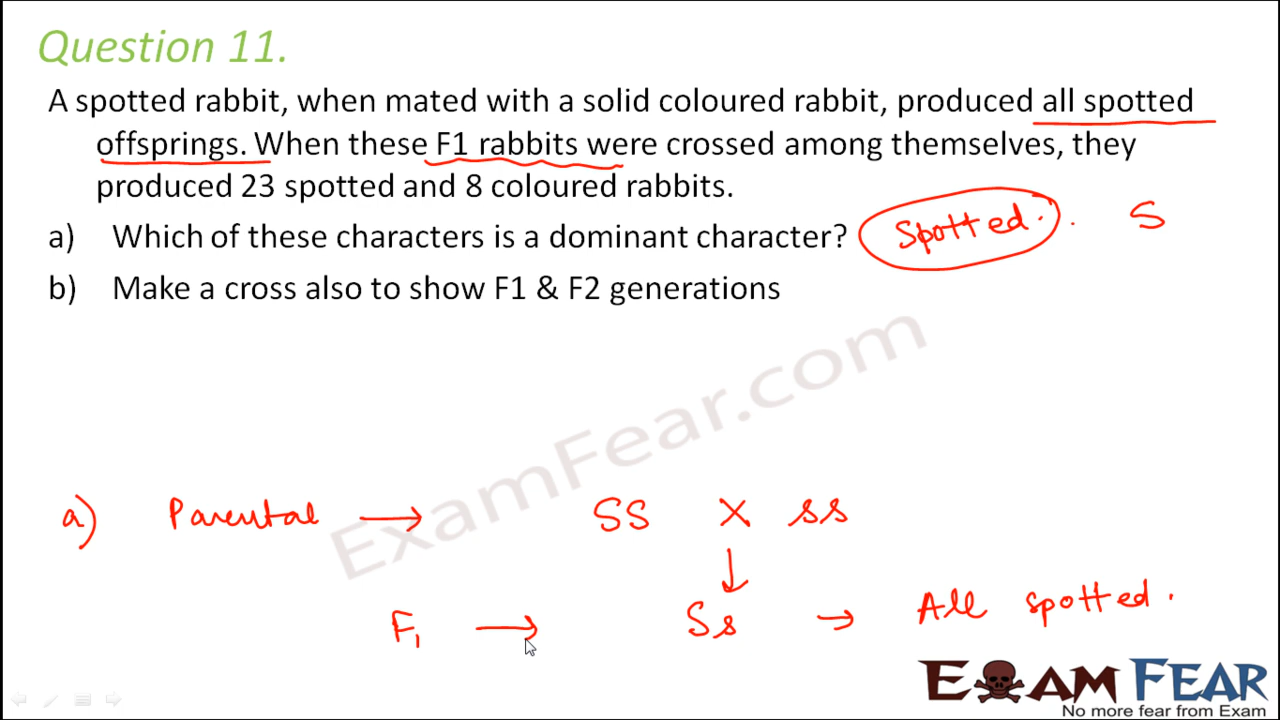 Question 11.
A spotted rabbit, when mated with a solid coloured rabbit, produced all spotted
offsprings. When these F1 rabbits were crossed among themselves, they
produced 23 spotted and 8 coloured rabbits.
a) Which of these characters is a dominant character? Spotted. S
b) Make a cross also to show F1 & F2 generations
ExamFear.com
a) Parental → SS X ss
↓
F1 → Ss → All spotted.
EXAM FEAR
No more fear from Exam